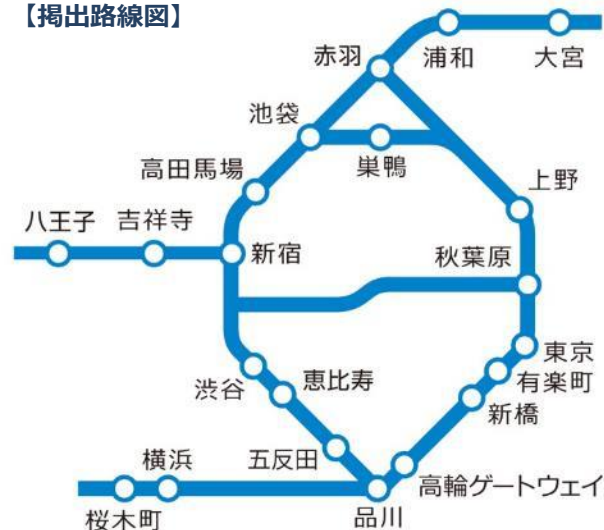 【掲出路線図】
赤羽
浦和
大宮
池袋
巣鴨
高田馬場
上野
八王子
吉祥寺
新宿
秋葉原
東京
有楽町
新橋
渋谷
恵比寿
五反田
高輪ゲートウェイ
横浜
桜木町
品川